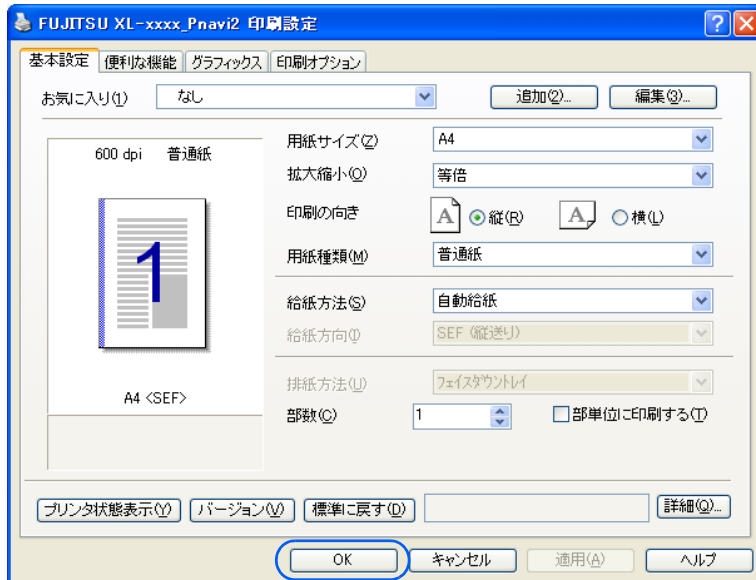 FUJITSU XL-xxxx_Pnavi2 印刷設定
基本設定 便利な機能 グラフィックス 印刷オプション
お気に入り(1) なし 追加(2)... 編集(3)...
600 dpi 普通紙
1
A4 <SEF>
用紙サイズ(Z) A4
拡大縮小(O) 等倍
印刷の向き A 縦(R) A 横(L)
用紙種類(M) 普通紙
給紙方法(S) 自動給紙
給紙方向(I) SEF (縦送り)
排紙方法(U) フェイスダウントレイ
部数(C) 1 部単位に印刷する(T)
プリンタ状態表示(Y) バージョン(V) 標準に戻す(D) 詳細(Q)...
OK キャンセル 適用(A) ヘルプ